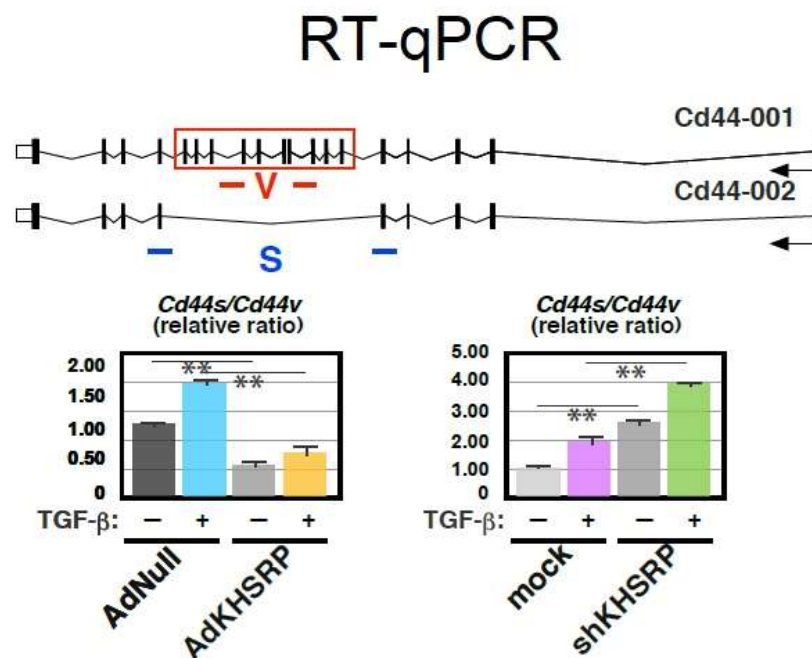 RT-qPCR
Cd44-001
V
Cd44-002
S
Cd44s/Cd44v
(relative ratio)
2.00
1.50
1.00
0.50
0
**
**
TGF-β: – + – +
AdNull
AdKHSRP
Cd44s/Cd44v
(relative ratio)
5.00
4.00
3.00
2.00
1.00
0
**
**
TGF-β: – + – +
mock
shKHSRP